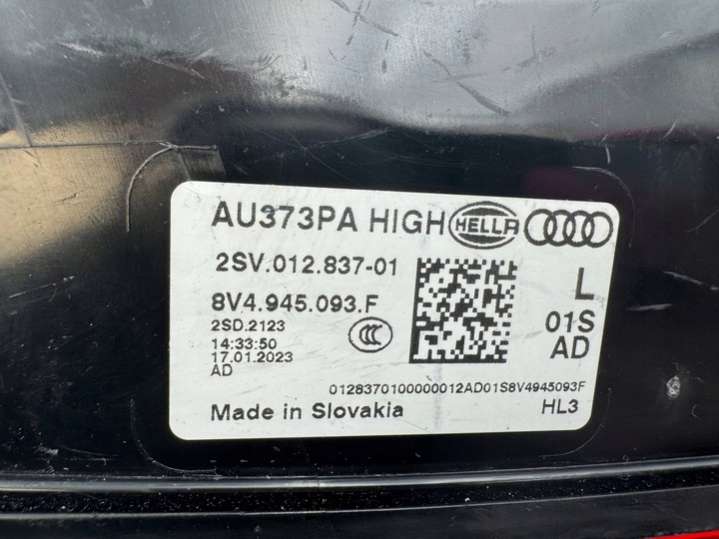 AU373PA HIGH HELLA
2SV.012.837-01
8V4.945.093.F
L
2SD.2123
01S
14:33:50
AD
17.01.2023
AD
01283701000000012AD01S8V4945093F
Made in Slovakia
HL3